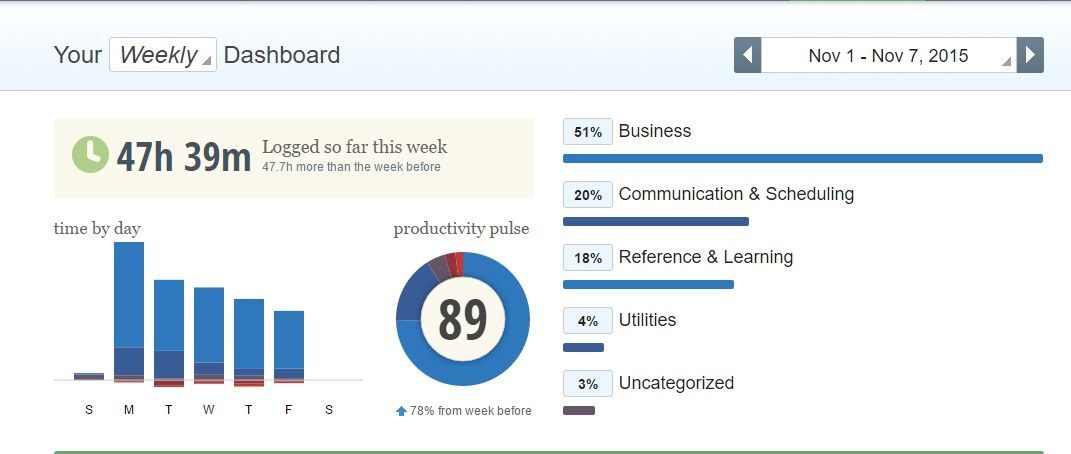 Your Weekly Dashboard
Nov 1 - Nov 7, 2015
47h 39m
Logged so far this week
47.7h more than the week before
time by day
S M T W T F S
productivity pulse
89
78% from week before
51% Business
20% Communication & Scheduling
18% Reference & Learning
4% Utilities
3% Uncategorized